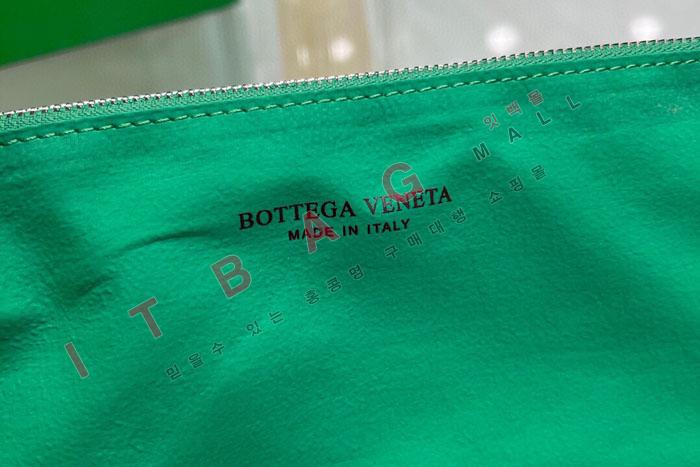 BOTTEGA VENETA
MADE IN ITALY
잇백몰
ITBAG MALL
믿을수 있는 홍콩명 구매대행 쇼핑몰